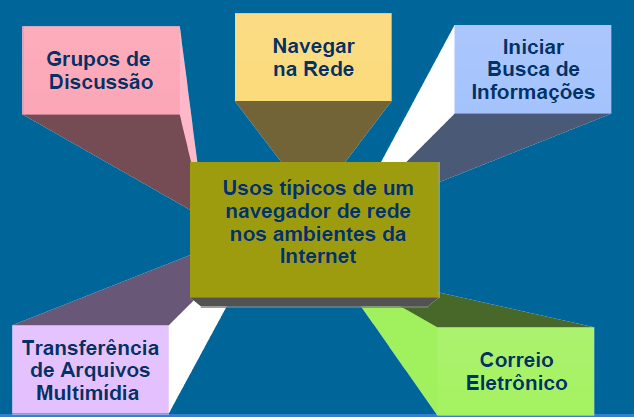 Grupos de
Discussão
Navegar
na Rede
Iniciar
Busca de
Informações
Usos típicos de um
navegador de rede
nos ambientes da
Internet
Transferência
de Arquivos
Multimídia
Correio
Eletrônico